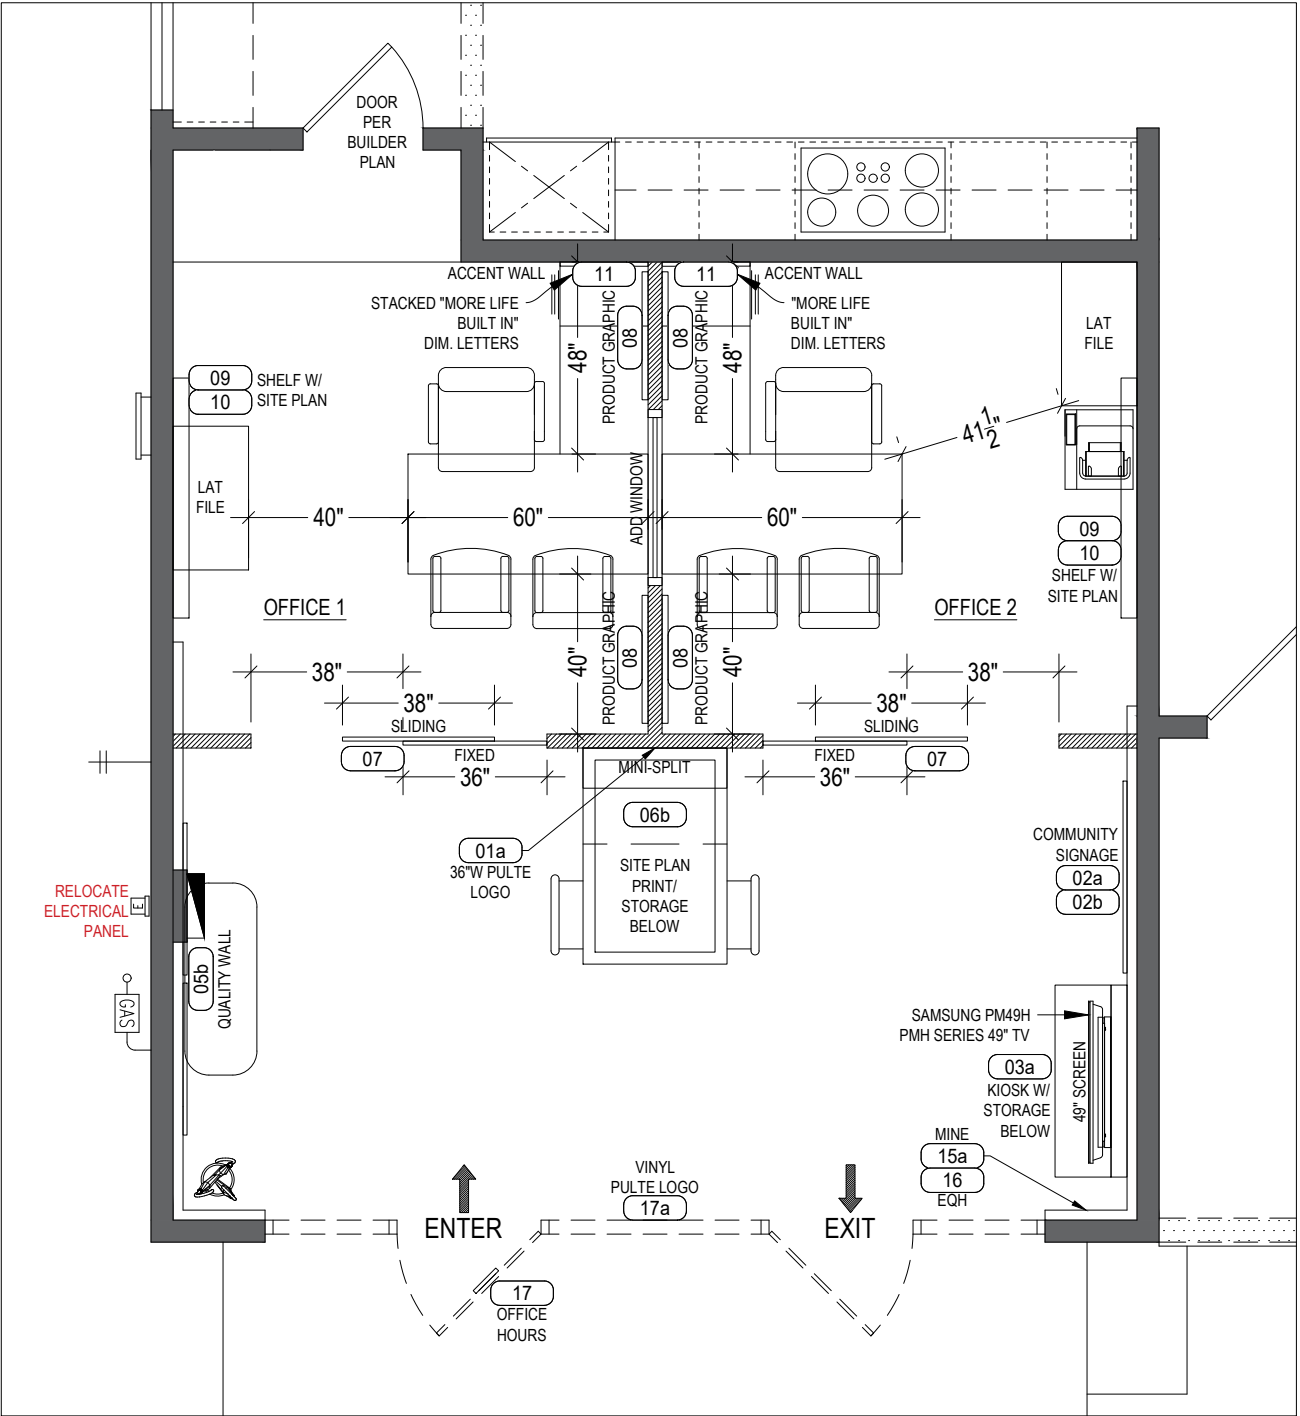 DOOR
PER
BUILDER
PLAN
ACCENT WALL
11
11
ACCENT WALL
STACKED "MORE LIFE
BUILT IN"
DIM. LETTERS
"MORE LIFE
BUILT IN"
DIM. LETTERS
PRODUCT GRAPHIC
08
08
PRODUCT GRAPHIC
48"
48"
LAT
FILE
09
10
SHELF W/
SITE PLAN
41 1/2"
LAT
FILE
40"
60"
ADD WINDOW
60"
09
10
SHELF W/
SITE PLAN
OFFICE 1
OFFICE 2
PRODUCT GRAPHIC
08
08
PRODUCT GRAPHIC
40"
40"
38"
38"
38"
38"
SLIDING
SLIDING
07
FIXED
36"
FIXED
36"
07
MINI-SPLIT
06b
01a
36"W PULTE
LOGO
SITE PLAN
PRINT/
STORAGE
BELOW
COMMUNITY
SIGNAGE
02a
02b
RELOCATE
ELECTRICAL
PANEL
E
05b
QUALITY WALL
GAS
SAMSUNG PM49H
PMH SERIES 49" TV
03a
KIOSK W/
STORAGE
BELOW
49" SCREEN
MINE
15a
16
EQH
VINYL
PULTE LOGO
17a
ENTER
EXIT
17
OFFICE
HOURS